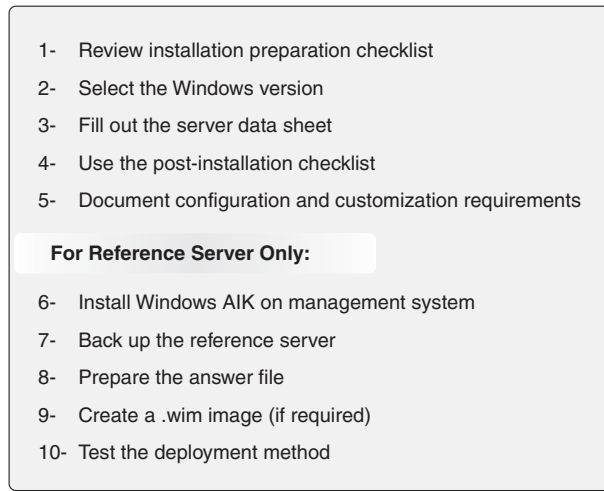 1- Review installation preparation checklist
2- Select the Windows version
3- Fill out the server data sheet
4- Use the post-installation checklist
5- Document configuration and customization requirements
For Reference Server Only:
6- Install Windows AIK on management system
7- Back up the reference server
8- Prepare the answer file
9- Create a .wim image (if required)
10- Test the deployment method